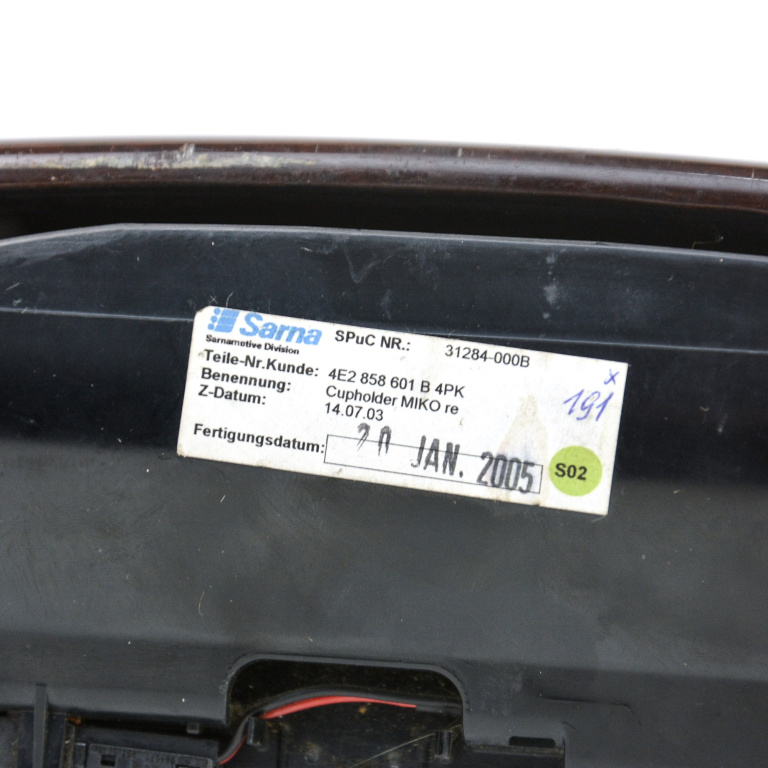 Sarna
Sarnamotive Division
SPuC NR.: 31284-000B
Teile-Nr.Kunde: 4E2 858 601 B 4PK
Benennung: Cupholder MIKO re
Z-Datum: 14.07.03
x
191
Fertigungsdatum: 20 JAN. 2005
S02